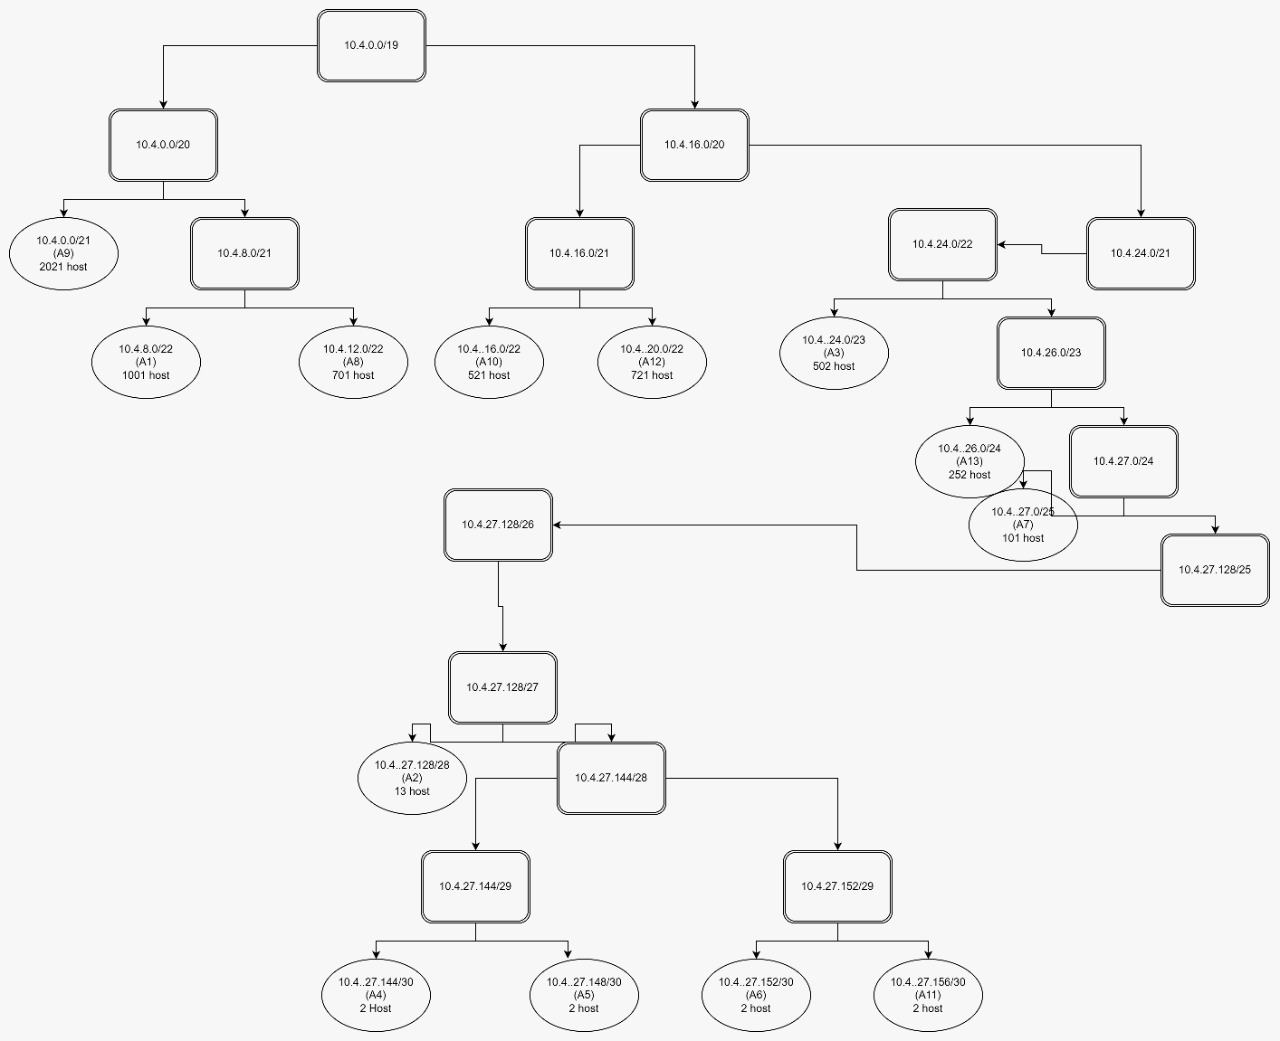 10.4.0.0/19
10.4.0.0/20
10.4.16.0/20
10.4.0.0/21
(A9)
2021 host
10.4.8.0/21
10.4.16.0/21
10.4.24.0/22
10.4.24.0/21
10.4.8.0/22
(A1)
1001 host
10.4.12.0/22
(A8)
701 host
10.4..16.0/22
(A10)
521 host
10.4..20.0/22
(A12)
721 host
10.4..24.0/23
(A3)
502 host
10.4.26.0/23
10.4..26.0/24
(A13)
252 host
10.4.27.0/24
10.4..27.0/25
(A7)
101 host
10.4.27.128/26
10.4.27.128/25
10.4.27.128/27
10.4..27.128/28
(A2)
13 host
10.4.27.144/28
10.4.27.144/29
10.4.27.152/29
10.4..27.144/30
(A4)
2 Host
10.4..27.148/30
(A5)
2 host
10.4..27.152/30
(A6)
2 host
10.4..27.156/30
(A11)
2 host